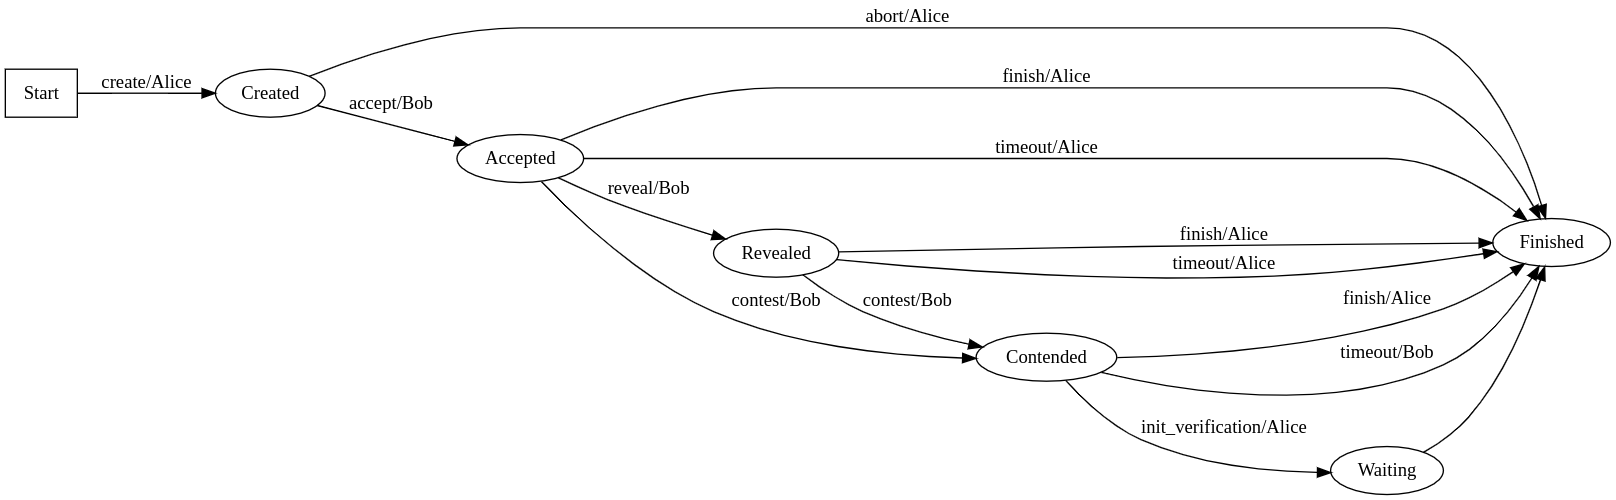 abort/Alice
finish/Alice
create/Alice
Start
Created
accept/Bob
timeout/Alice
Accepted
reveal/Bob
finish/Alice
Finished
Revealed
timeout/Alice
contest/Bob
contest/Bob
finish/Alice
timeout/Bob
Contended
init_verification/Alice
Waiting